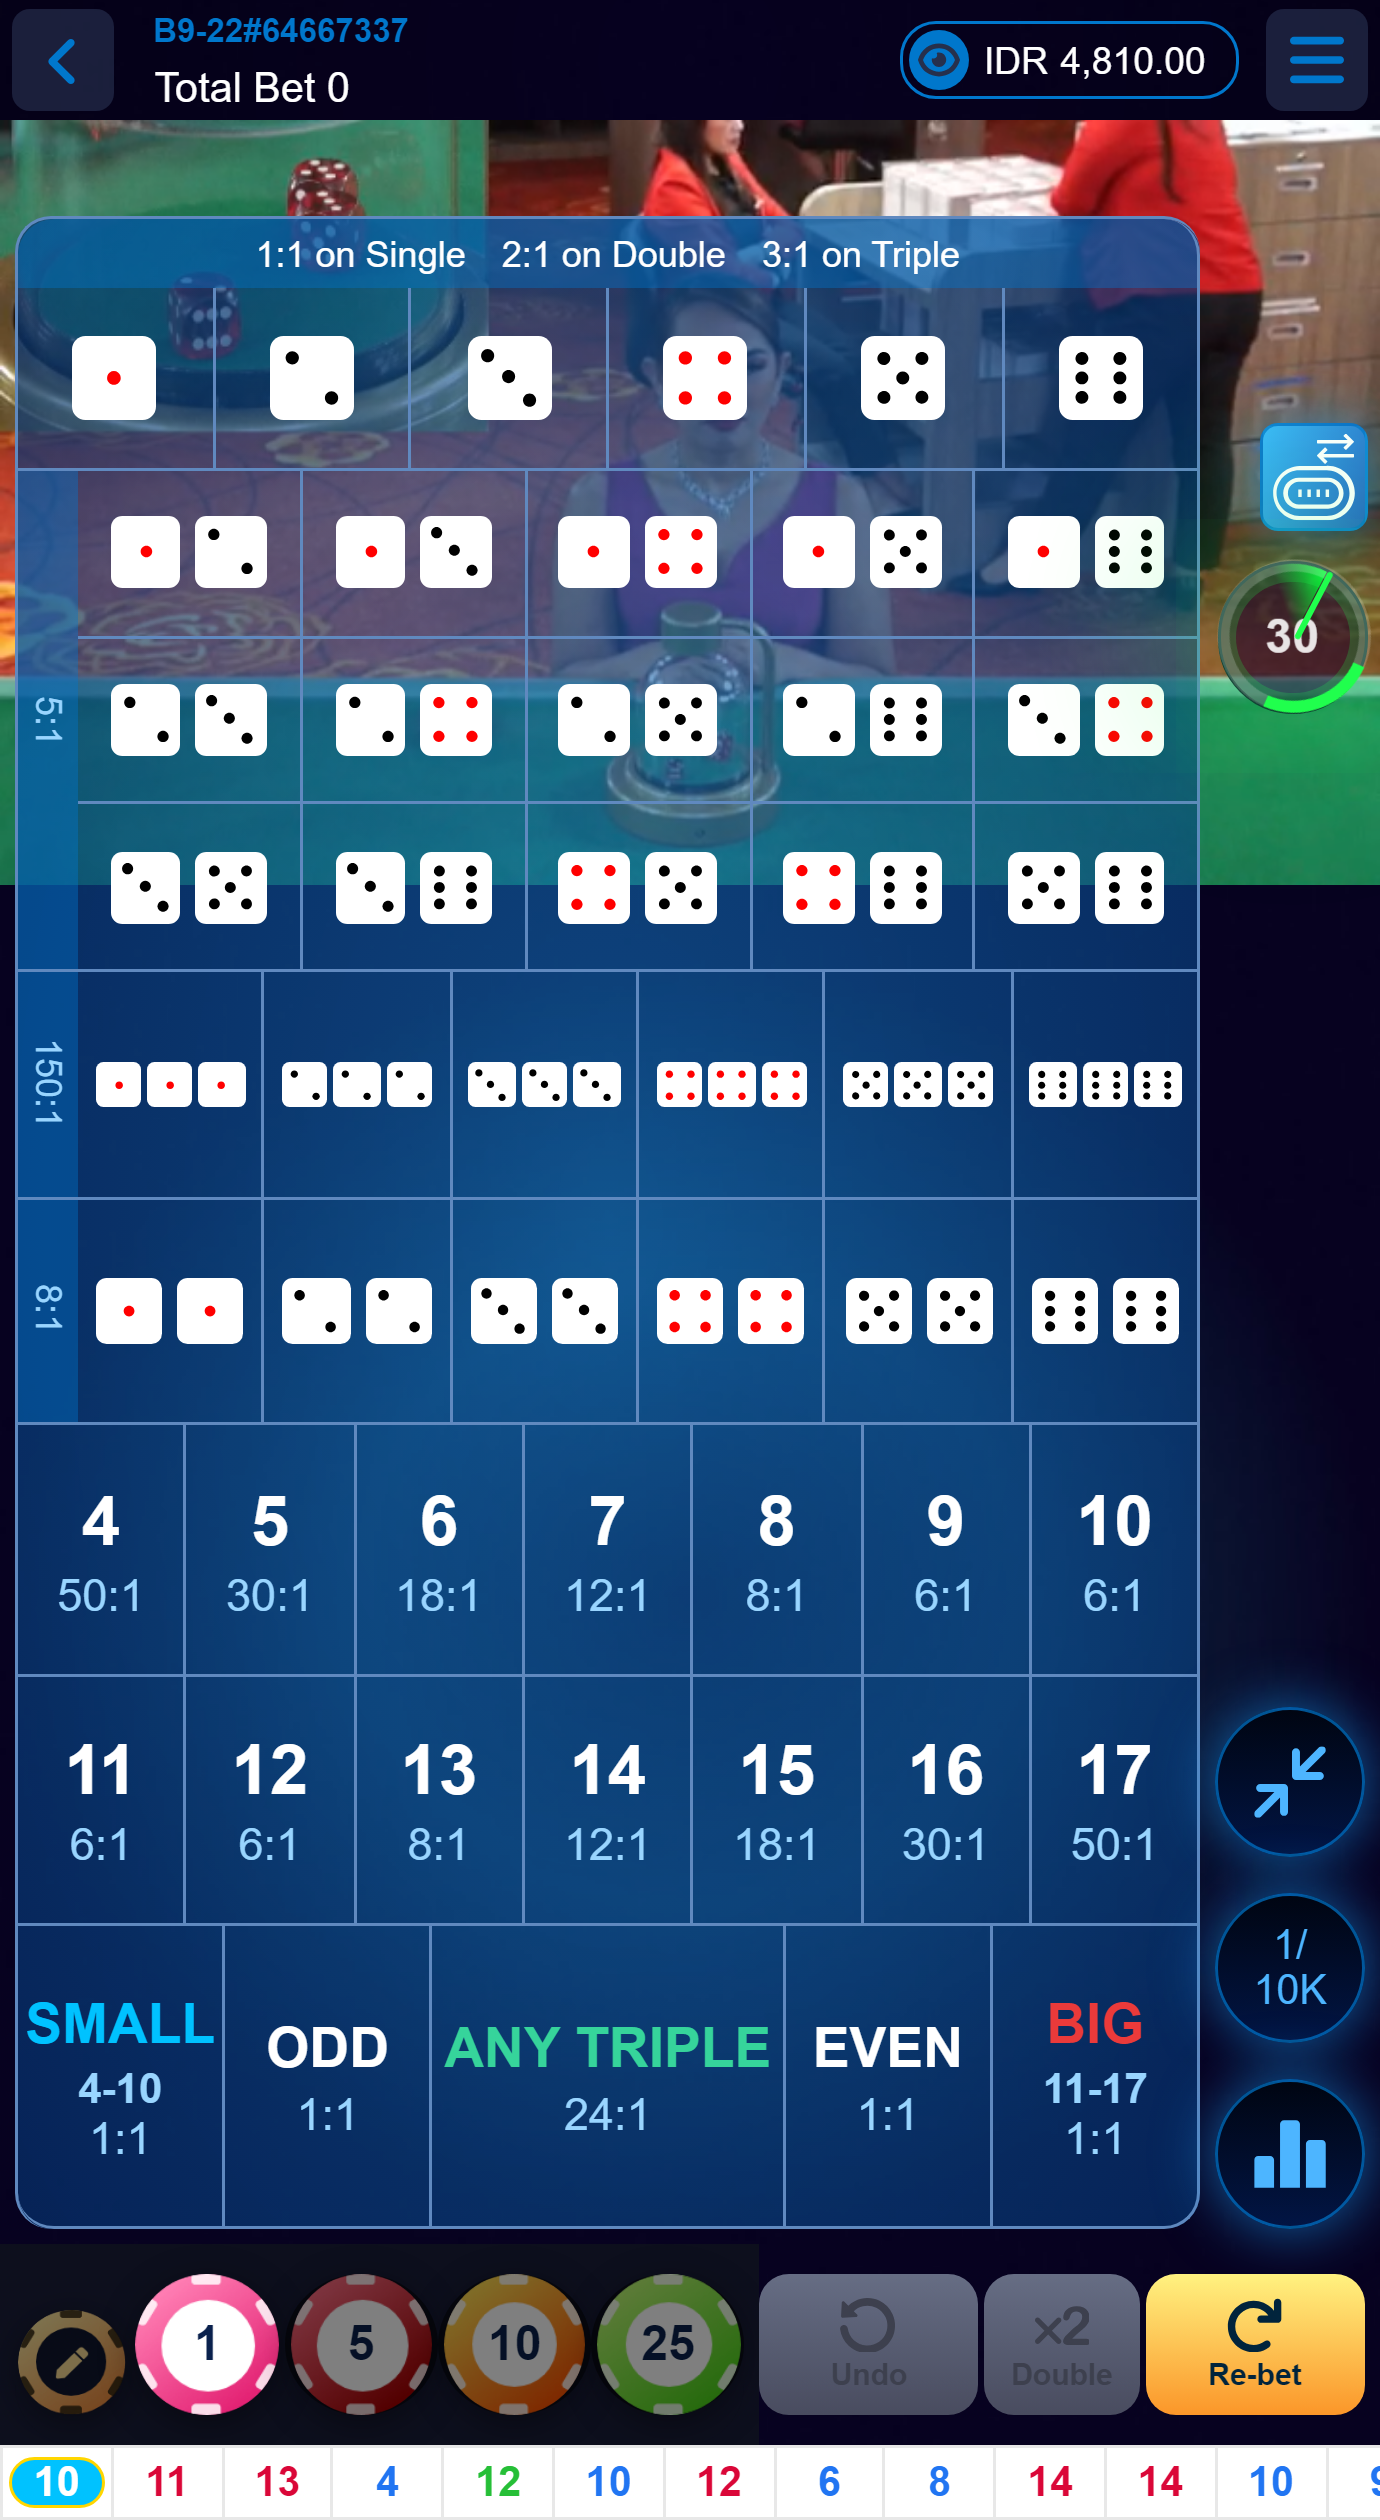 B9-22#64667337
Total Bet 0
IDR 4,810.00
1:1 on Single 2:1 on Double 3:1 on Triple
30
5:1
150:1
8:1
4 5 6 7 8 9 10
50:1 30:1 18:1 12:1 8:1 6:1 6:1
11 12 13 14 15 16 17
6:1 6:1 8:1 12:1 18:1 30:1 50:1
1/
10K
SMALL
4-10
1:1
ODD
1:1
ANY TRIPLE
24:1
EVEN
1:1
BIG
11-17
1:1
1 5 10 25
Undo
x2
Double
Re-bet
10 11 13 4 12 10 12 6 8 14 14 10